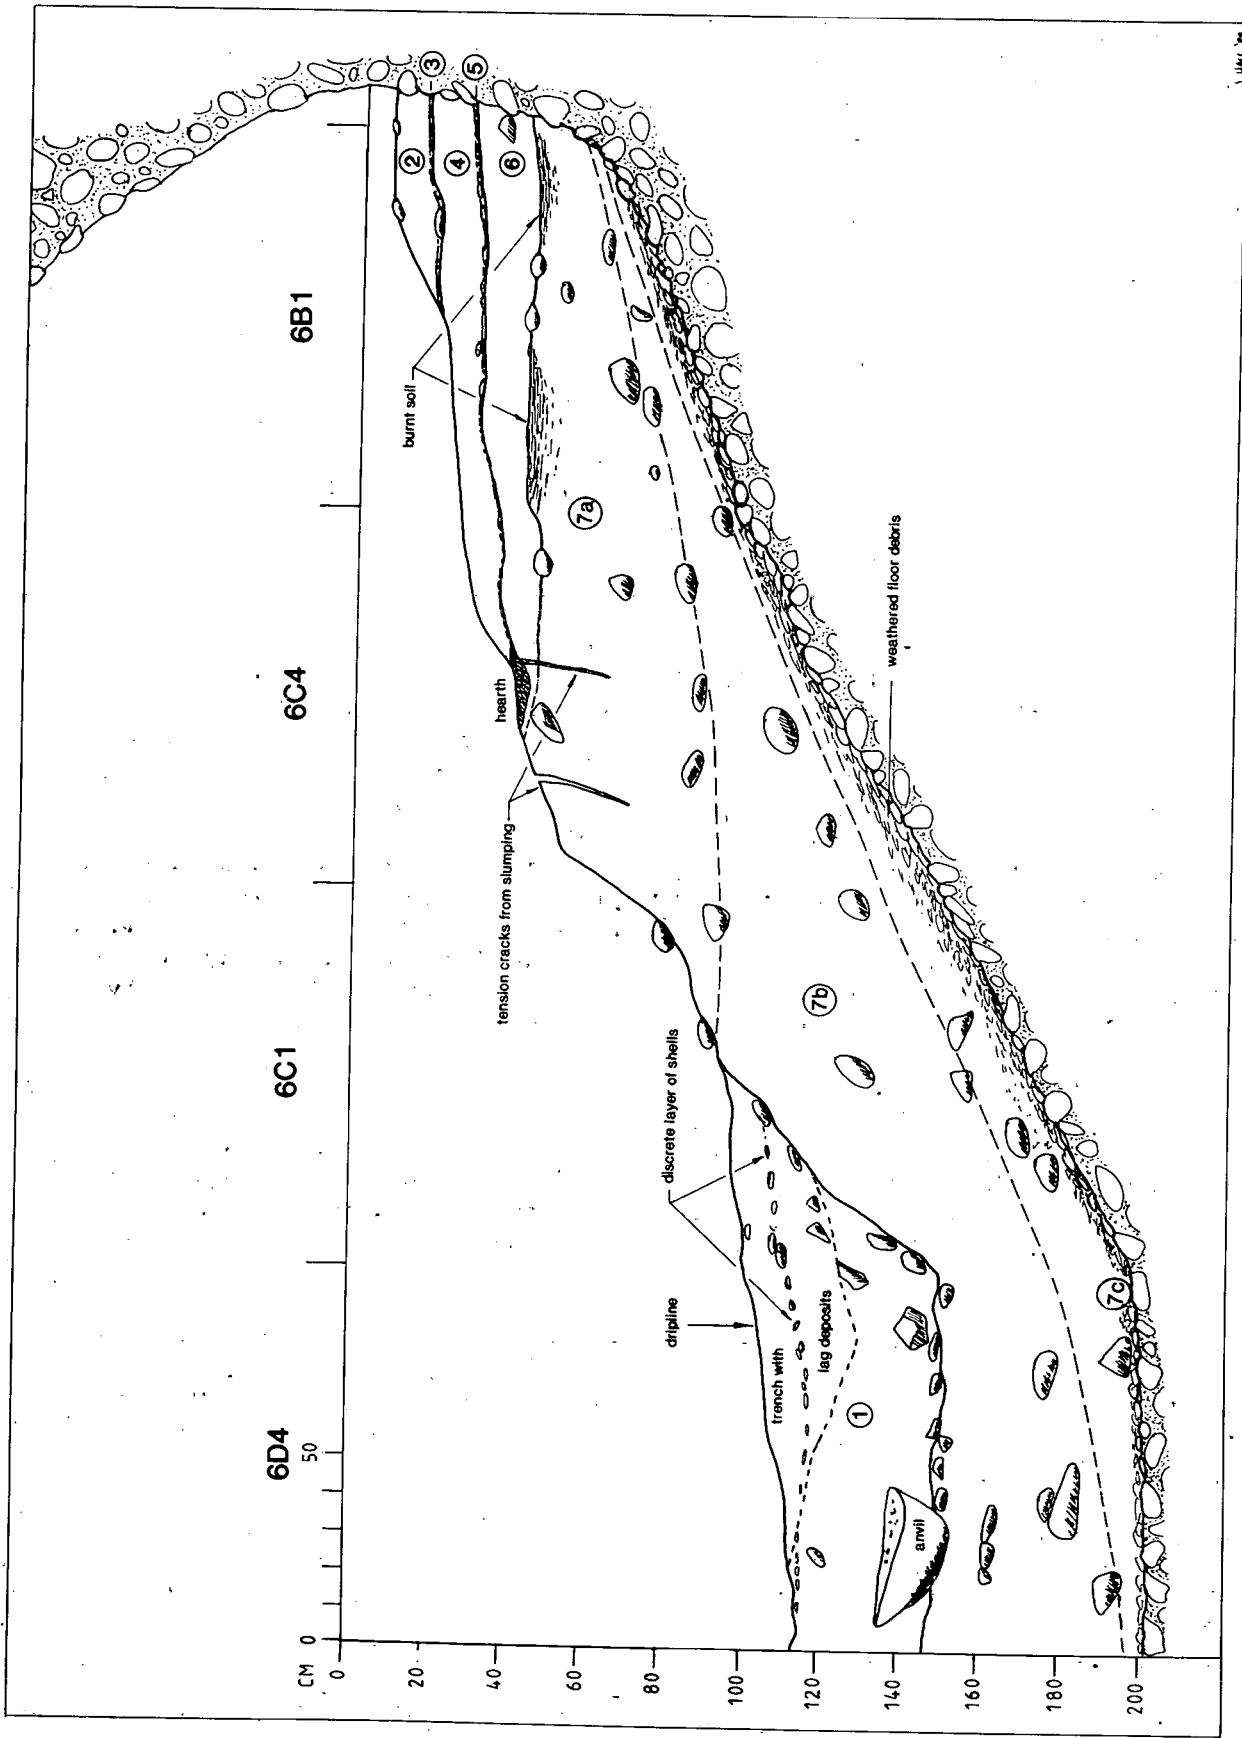 6D4
6C1
6C4
6B1
CM
0
50
0
20
40
60
80
100
120
140
160
180
200
2
3
4
5
6
burnt soil
7a
hearth
tension cracks from slumping
weathered floor debris
discrete layer of shells
7b
dripline
trench with
lag deposits
1
anvil
7c